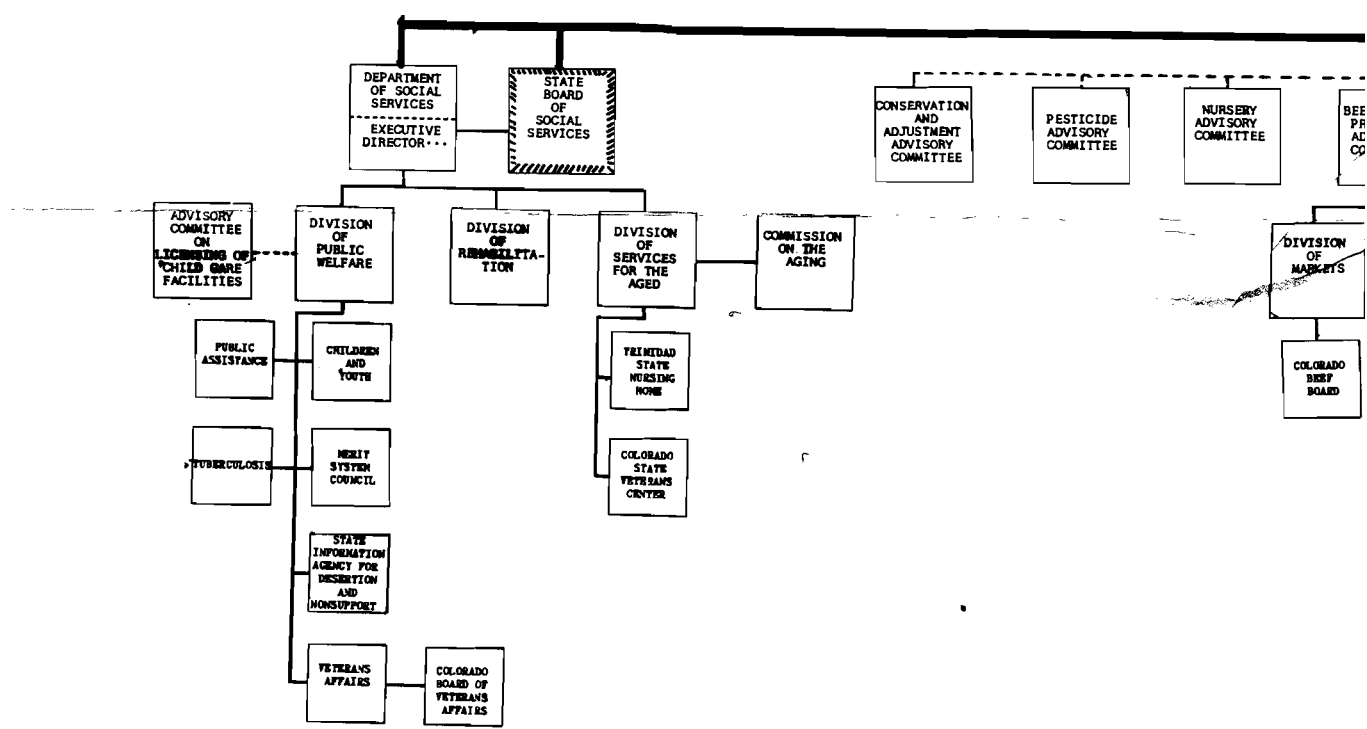 DEPARTMENT
OF SOCIAL
SERVICES
EXECUTIVE
DIRECTOR...
STATE
BOARD
OF
SOCIAL
SERVICES
CONSERVATION
AND
ADJUSTMENT
ADVISORY
COMMITTEE
PESTICIDE
ADVISORY
COMMITTEE
NURSERY
ADVISORY
COMMITTEE
BEE
PR
AD
CO
ADVISORY
COMMITTEE
ON
LICENSING OF
CHILD CARE
FACILITIES
DIVISION
OF
PUBLIC
WELFARE
DIVISION
OF
REHABILITA-
TION
DIVISION
OF
SERVICES
FOR THE
AGED
COMMISSION
ON THE
AGING
DIVISION
OF
MARKETS
PUBLIC
ASSISTANCE
CHILDREN
AND
YOUTH
TRINIDAD
STATE
NURSING
HOME
COLORADO
BEEF
BOARD
TUBERCULOSIS
MERIT
SYSTEM
COUNCIL
COLORADO
STATE
VETERANS
CENTER
STATE
INFORMATION
AGENCY FOR
DESERTION
AND
NONSUPPORT
VETERANS
AFFAIRS
COLORADO
BOARD OF
VETERANS
AFFAIRS